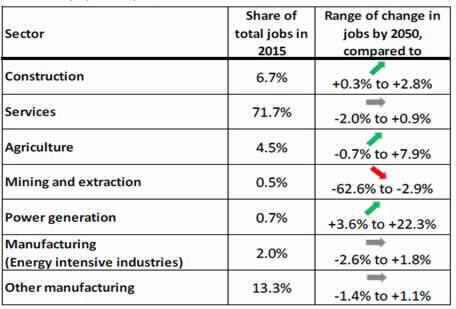 Sector
Share of
total jobs in
2015
Range of change in
jobs by 2050,
compared to
Construction
6.7%
+0.3% to +2.8%
Services
71.7%
-2.0% to +0.9%
Agriculture
4.5%
-0.7% to +7.9%
Mining and extraction
0.5%
-62.6% to -2.9%
Power generation
0.7%
+3.6% to +22.3%
Manufacturing
(Energy intensive industries)
2.0%
-2.6% to +1.8%
Other manufacturing
13.3%
-1.4% to +1.1%